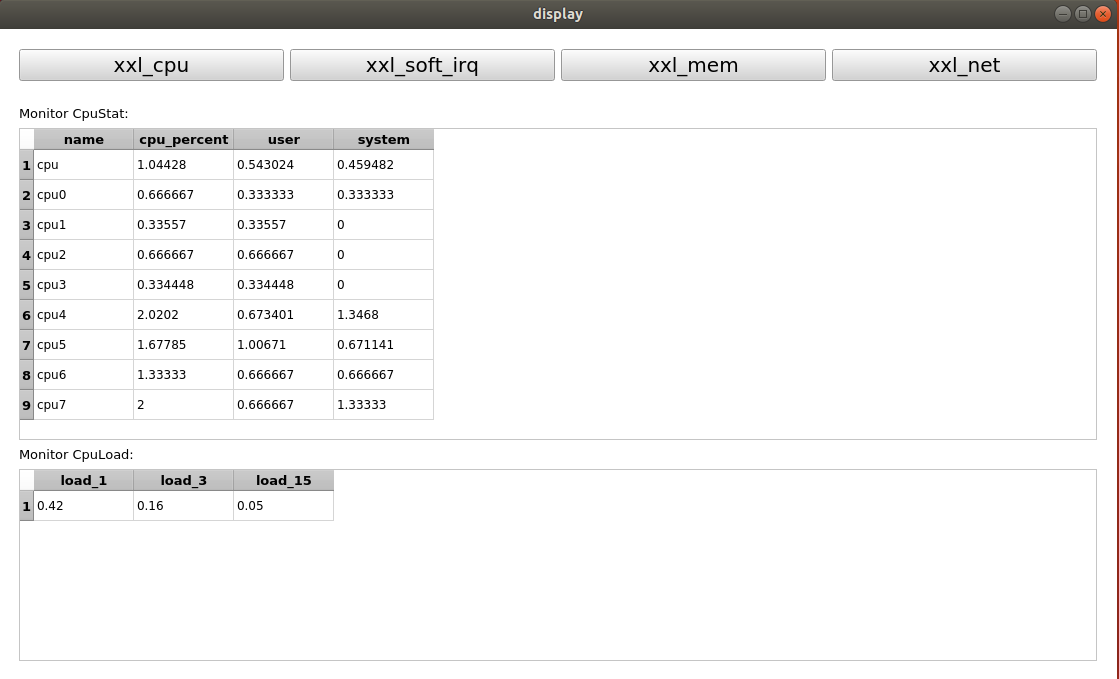 display
xxl_cpu xxl_soft_irq xxl_mem xxl_net
Monitor CpuStat:
name cpu_percent user system
1 cpu 1.04428 0.543024 0.459482
2 cpu0 0.666667 0.333333 0.333333
3 cpu1 0.33557 0.33557 0
4 cpu2 0.666667 0.666667 0
5 cpu3 0.334448 0.334448 0
6 cpu4 2.0202 0.673401 1.3468
7 cpu5 1.67785 1.00671 0.671141
8 cpu6 1.33333 0.666667 0.666667
9 cpu7 2 0.666667 1.33333
Monitor CpuLoad:
load_1 load_3 load_15
1 0.42 0.16 0.05